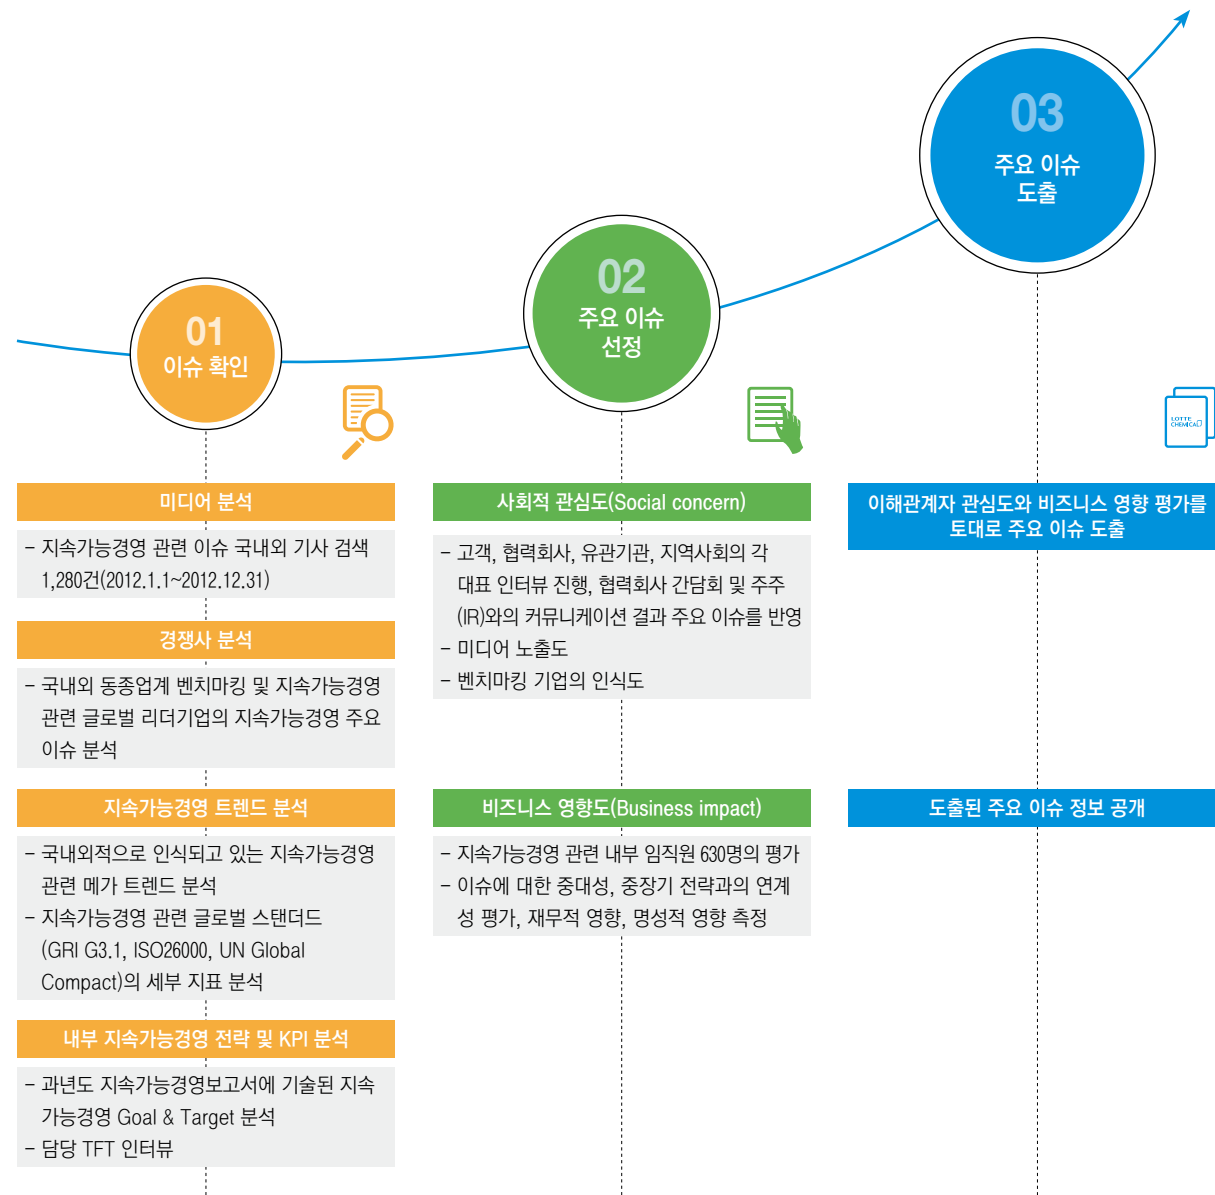 01
이슈 확인
미디어 분석
- 지속가능경영 관련 이슈 국내외 기사 검색
1,280건(2012.1.1~2012.12.31)
경쟁사 분석
- 국내외 동종업계 벤치마킹 및 지속가능경영
관련 글로벌 리더기업의 지속가능경영 주요
이슈 분석
지속가능경영 트렌드 분석
- 국내외적으로 인식되고 있는 지속가능경영
관련 메가 트렌드 분석
- 지속가능경영 관련 글로벌 스탠더드
(GRI G3.1, ISO26000, UN Global
Compact)의 세부 지표 분석
내부 지속가능경영 전략 및 KPI 분석
- 과년도 지속가능경영보고서에 기술된 지속
가능경영 Goal & Target 분석
- 담당 TFT 인터뷰
02
주요 이슈
선정
사회적 관심도(Social concern)
- 고객, 협력회사, 유관기관, 지역사회의 각
대표 인터뷰 진행, 협력회사 간담회 및 주주
(IR)와의 커뮤니케이션 결과 주요 이슈를 반영
- 미디어 노출도
- 벤치마킹 기업의 인식도
비즈니스 영향도(Business impact)
- 지속가능경영 관련 내부 임직원 630명의 평가
- 이슈에 대한 중대성, 중장기 전략과의 연계
성 평가, 재무적 영향, 명성적 영향 측정
03
주요 이슈
도출
LOTTE
CHEMICAL
이해관계자 관심도와 비즈니스 영향 평가를
토대로 주요 이슈 도출
도출된 주요 이슈 정보 공개